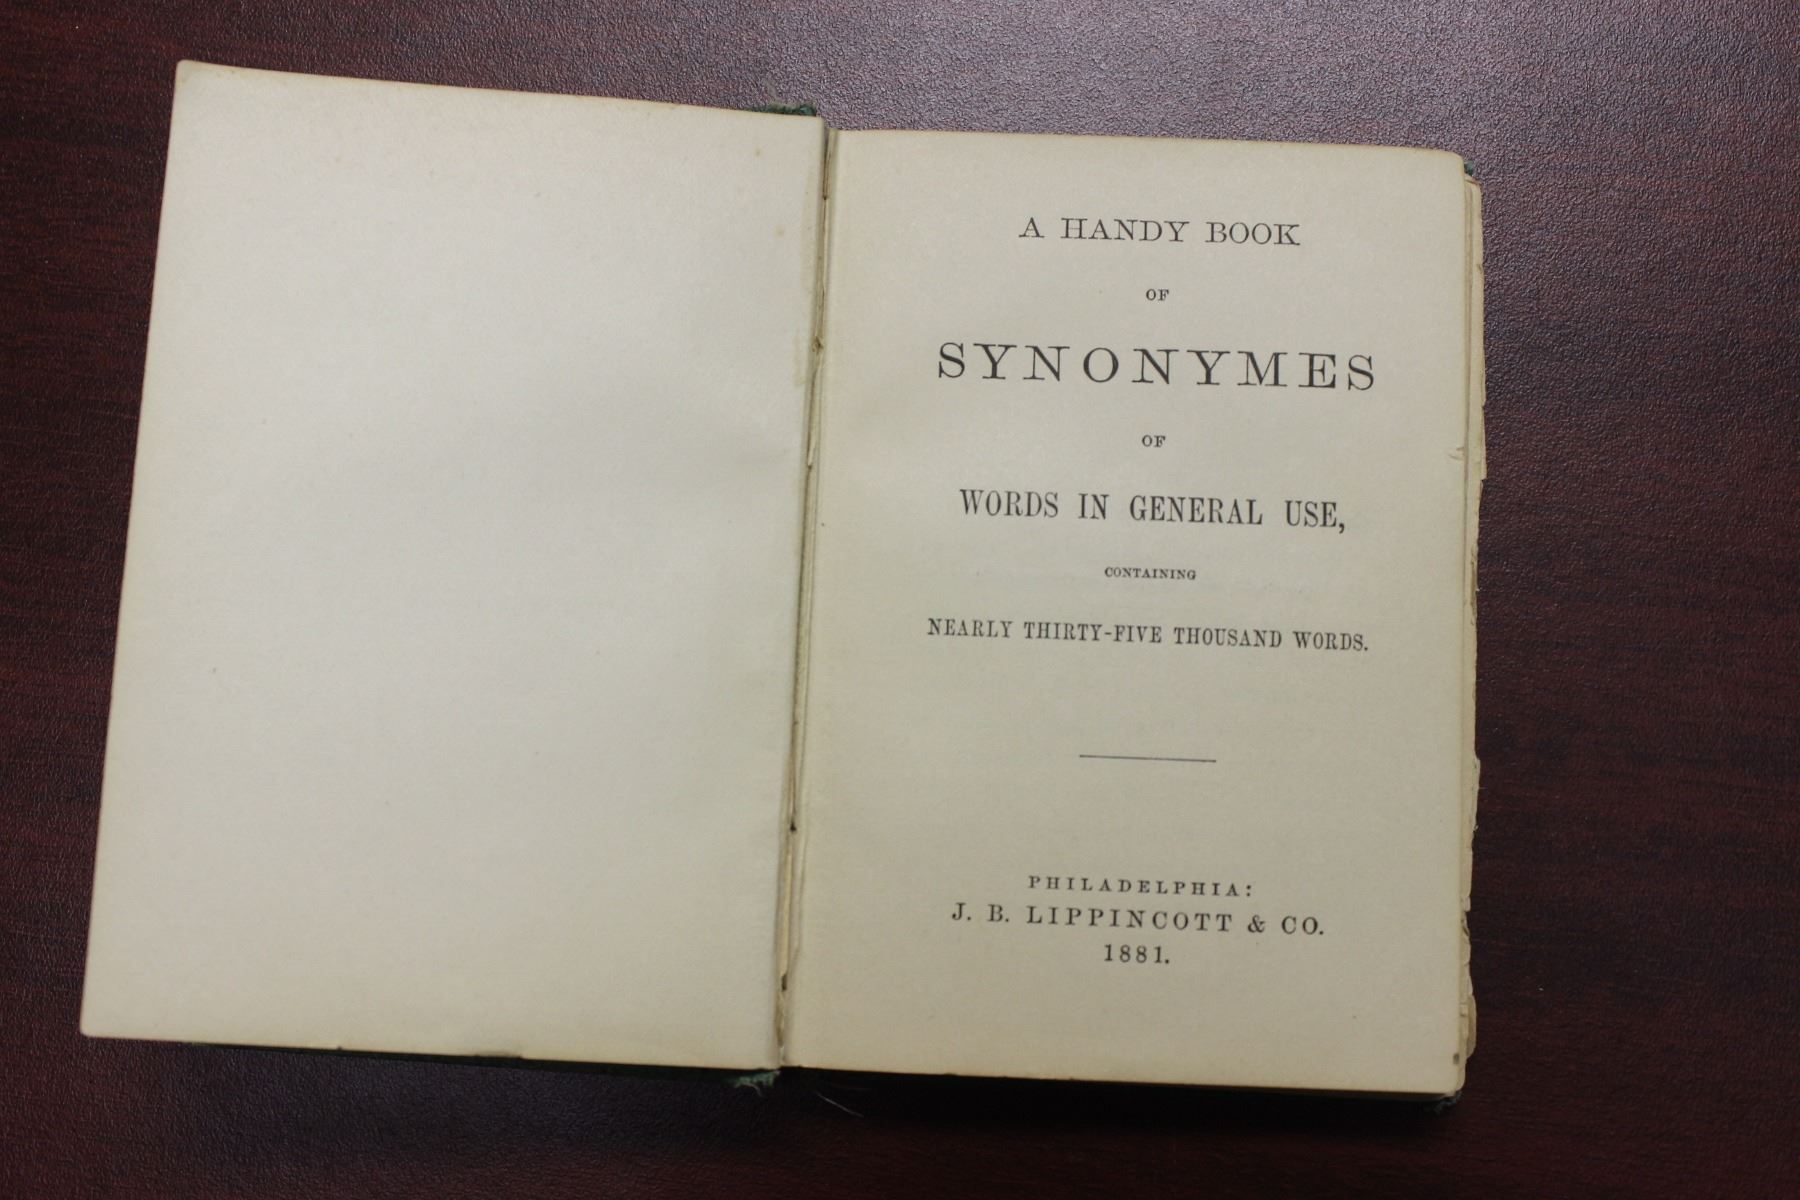 A HANDY BOOK
OF
SYNONYMES
OF
WORDS IN GENERAL USE,
CONTAINING
NEARLY THIRTY-FIVE THOUSAND WORDS.
PHILADELPHIA:
J. B. LIPPINCOTT & CO.
1881.